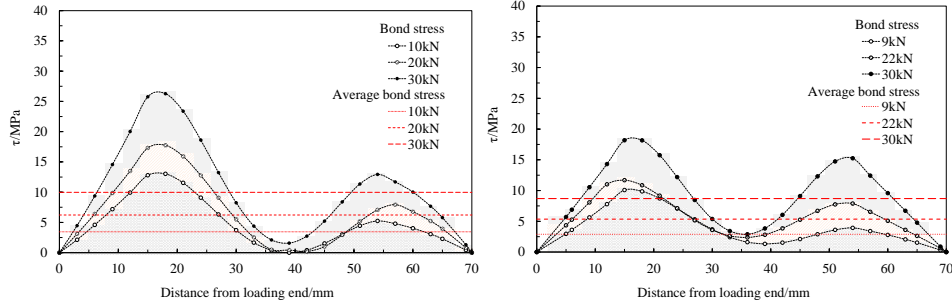 40
35
30
25
20
15
10
5
0
τ/MPa
0 10 20 30 40 50 60 70
Distance from loading end/mm
Bond stress
10kN
20kN
30kN
Average bond stress
10kN
20kN
30kN
40
35
30
25
20
15
10
5
0
τ/MPa
0 10 20 30 40 50 60 70
Distance from loading end/mm
Bond stress
9kN
22kN
30kN
Average bond stress
9kN
22kN
30kN